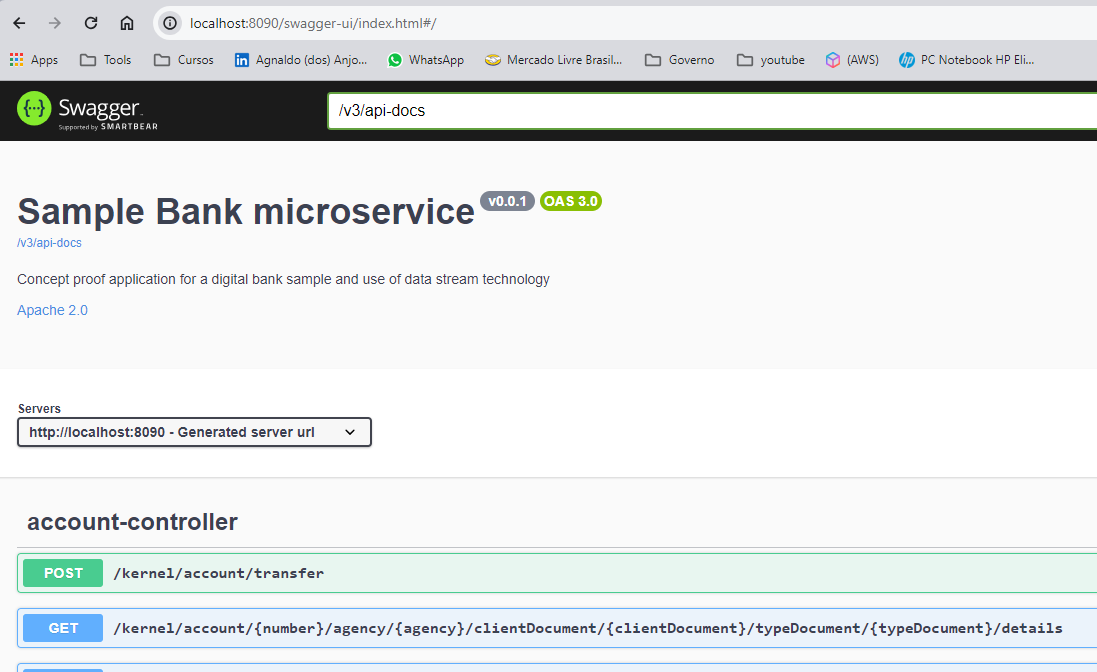 localhost:8090/swagger-ui/index.html#/
Apps Tools Cursos Agnaldo (dos) Anjo... WhatsApp Mercado Livre Brasil... Governo youtube (AWS) PC Notebook HP Eli...
Swagger.
Supported by SMARTBEAR
/v3/api-docs
Sample Bank microservice v0.0.1 OAS 3.0
/v3/api-docs
Concept proof application for a digital bank sample and use of data stream technology
Apache 2.0
Servers
http://localhost:8090 - Generated server url
account-controller
POST /kernel/account/transfer
GET /kernel/account/{number}/agency/{agency}/clientDocument/{clientDocument}/typeDocument/{typeDocument}/details